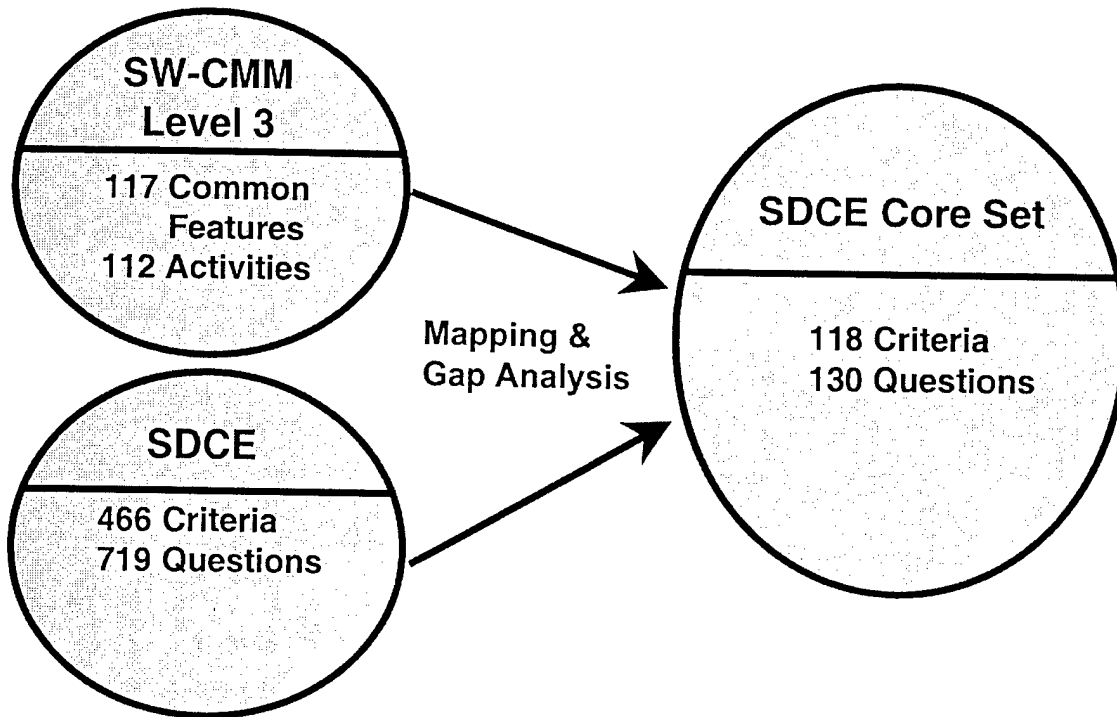 SW-CMM
Level 3
117 Common
Features
112 Activities
SDCE
466 Criteria
719 Questions
Mapping &
Gap Analysis
SDCE Core Set
118 Criteria
130 Questions